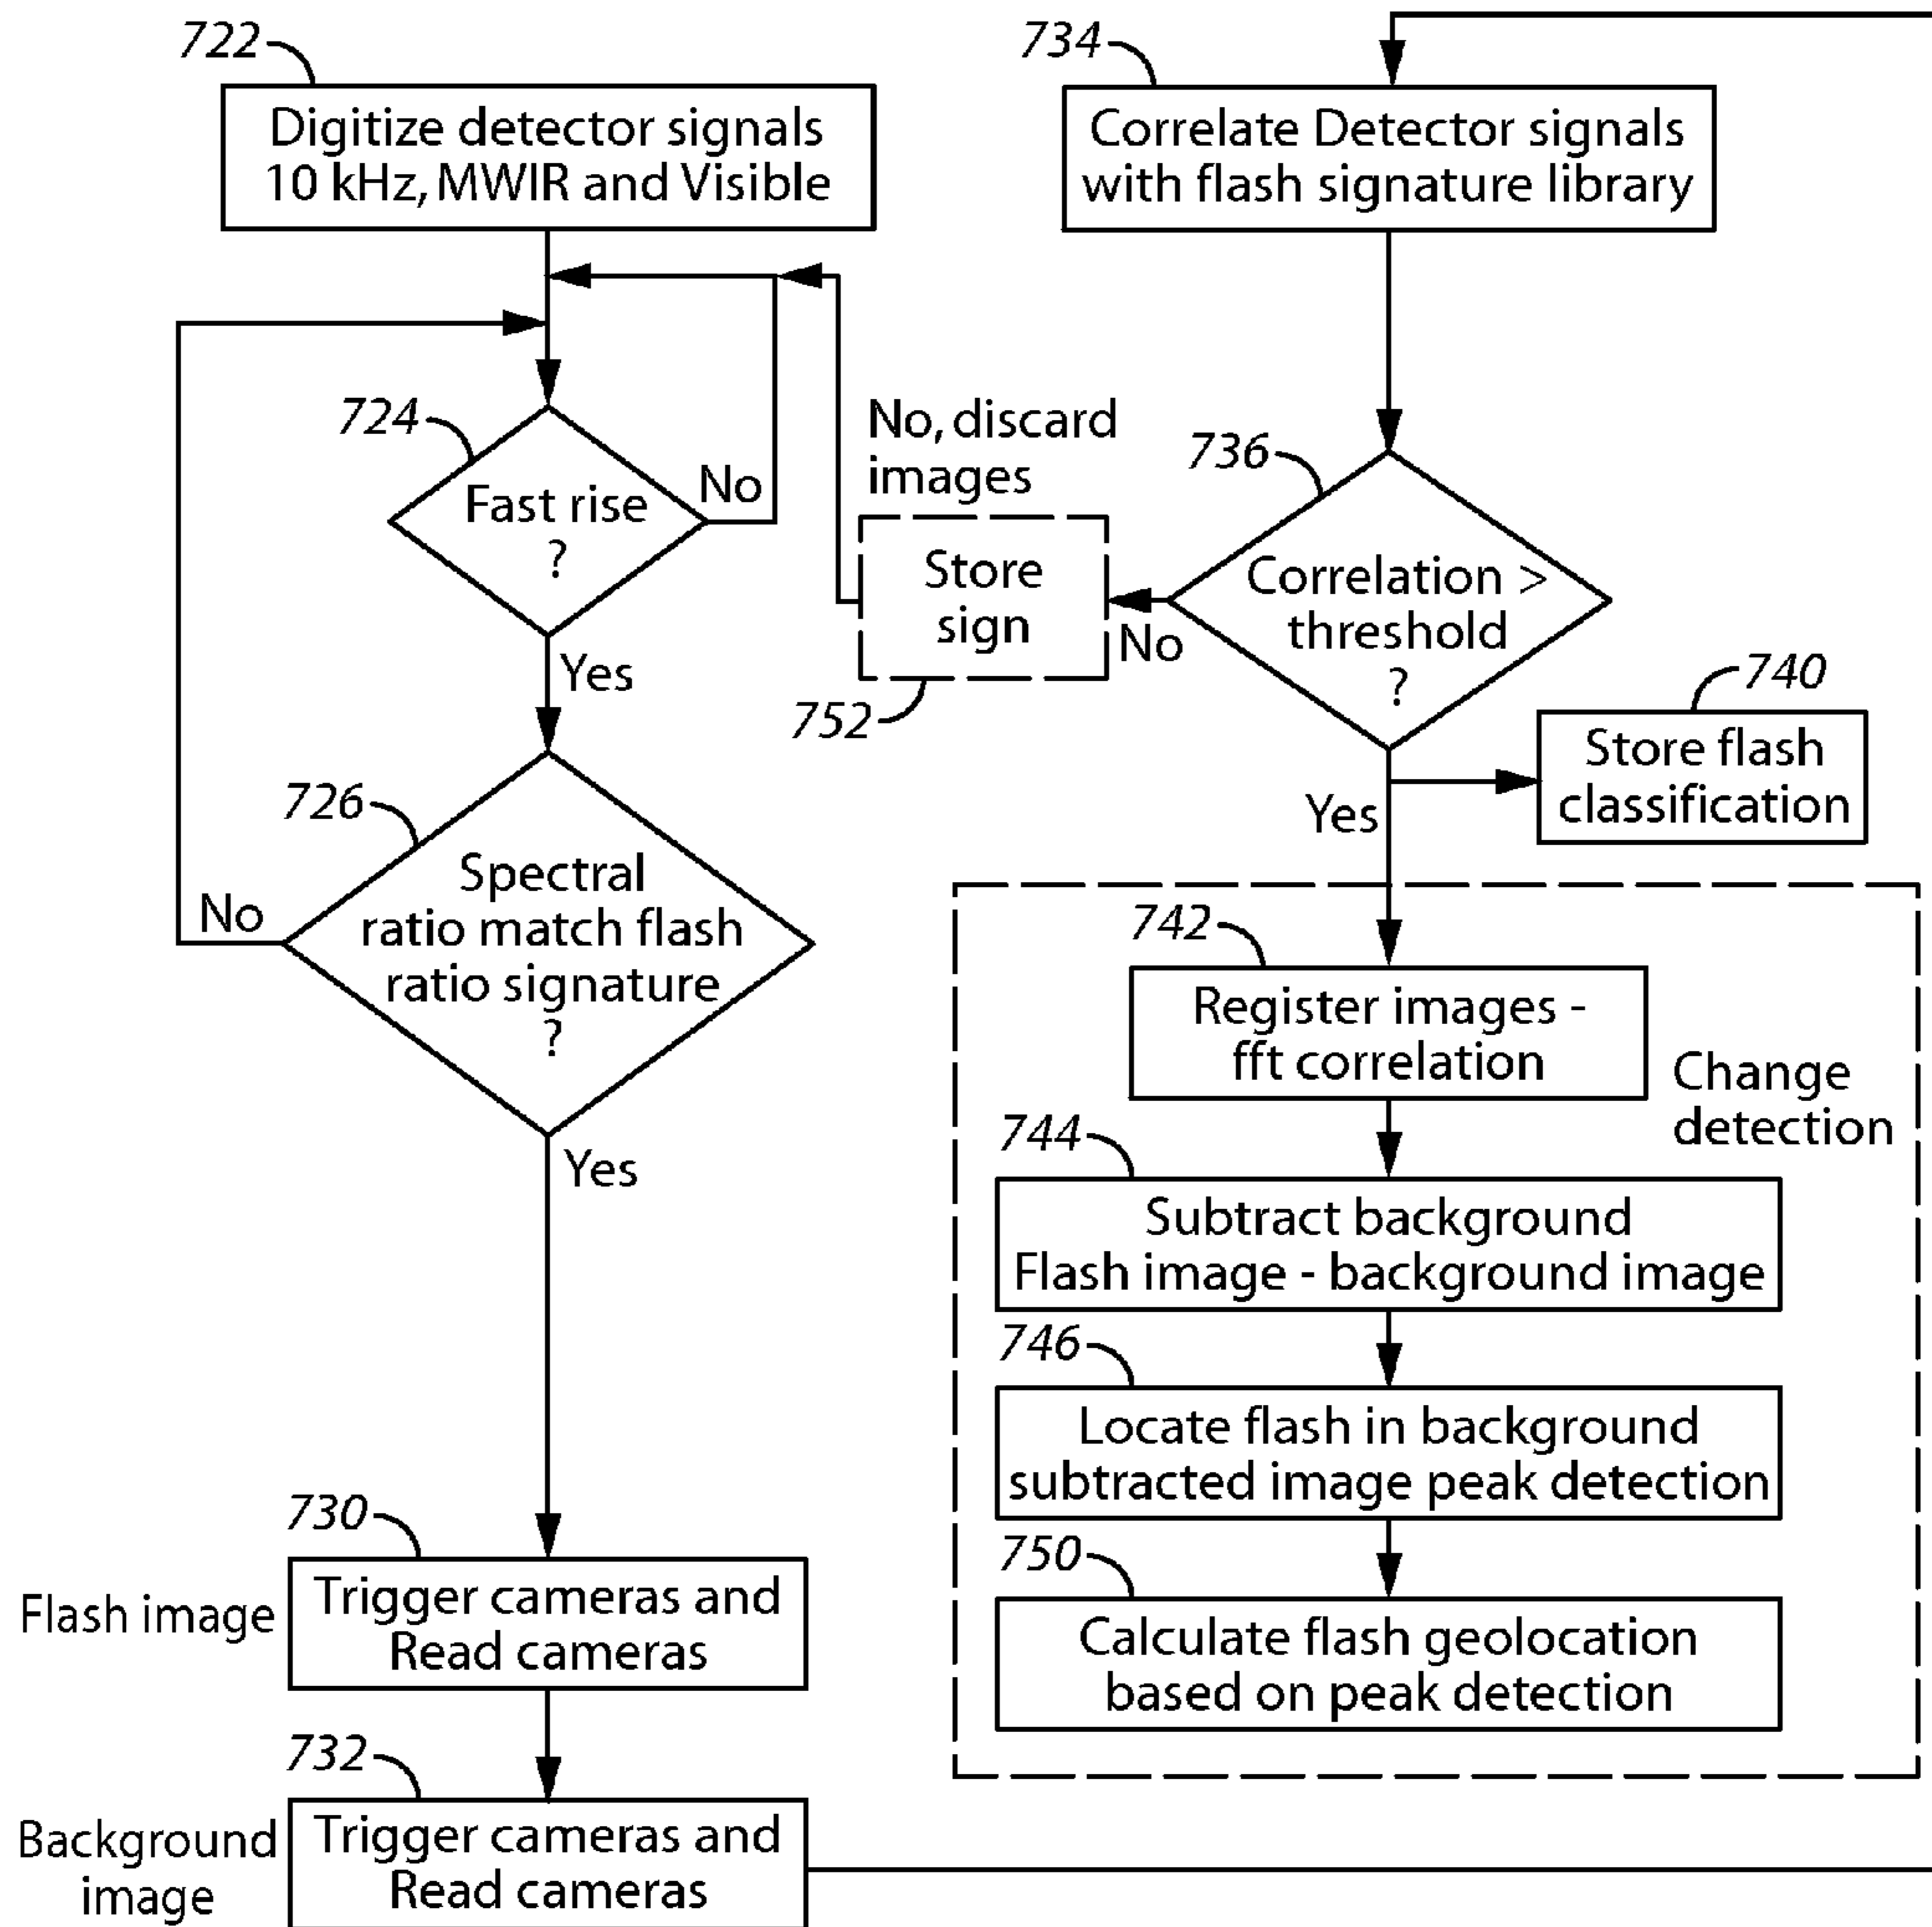 722
Digitize detector signals
10 kHz, MWIR and Visible
724
Fast rise
?
No
Yes
726
Spectral
ratio match flash
ratio signature
?
No
Yes
730
Flash image
Trigger cameras and
Read cameras
732
Background
image
Trigger cameras and
Read cameras
734
Correlate Detector signals
with flash signature library
736
Correlation >
threshold
?
No
No, discard
images
Store
sign
752
Yes
740
Store flash
classification
742
Register images -
fft correlation
Change
detection
744
Subtract background
Flash image - background image
746
Locate flash in background
subtracted image peak detection
750
Calculate flash geolocation
based on peak detection